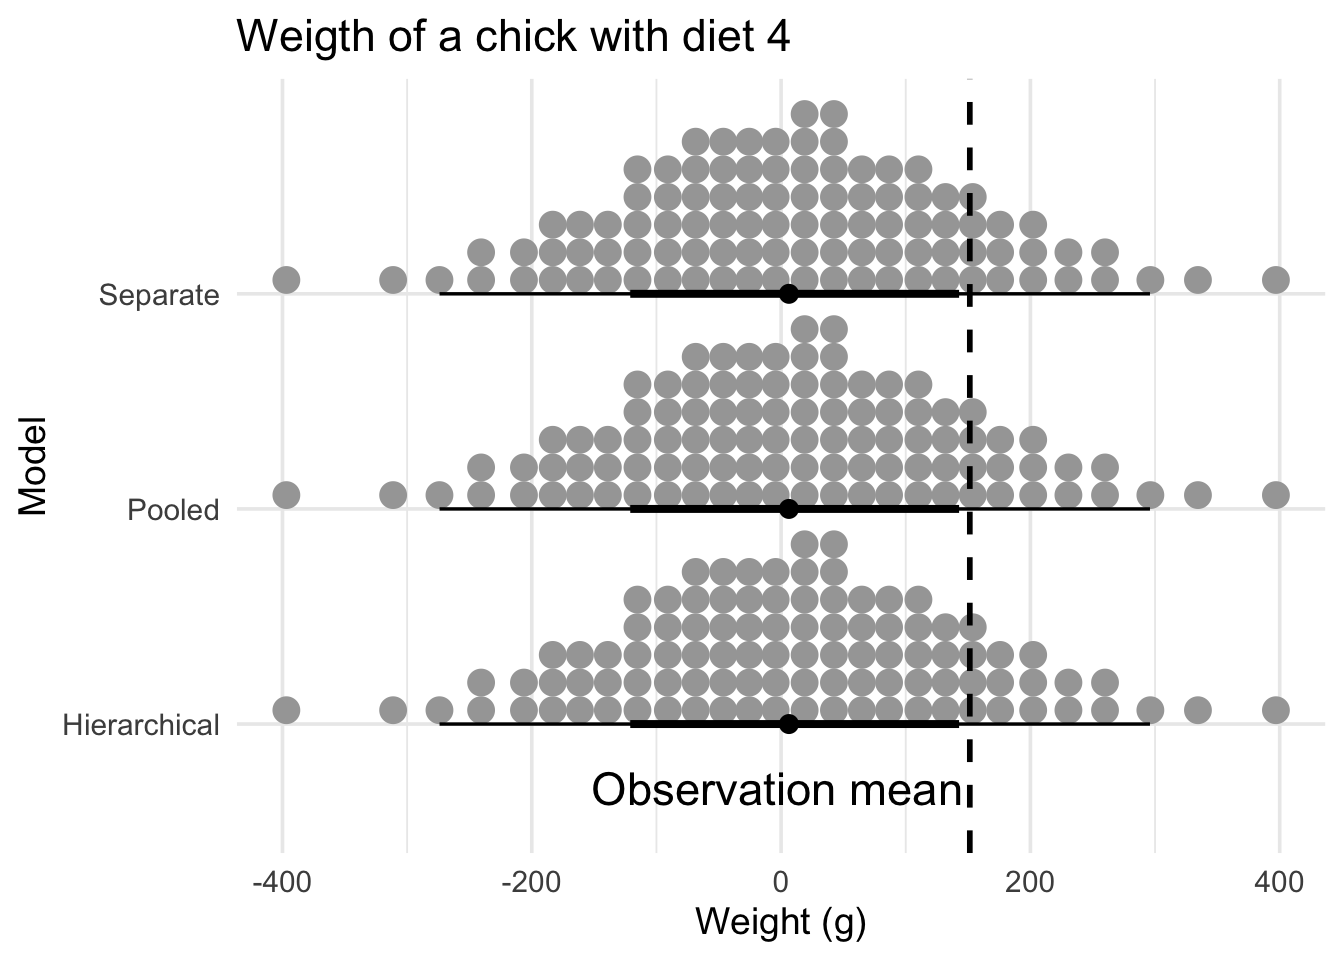 Weigth of a chick with diet 4
Model
Separate
Pooled
Hierarchical
Observation mean
-400 -200 0 200 400
Weight (g)